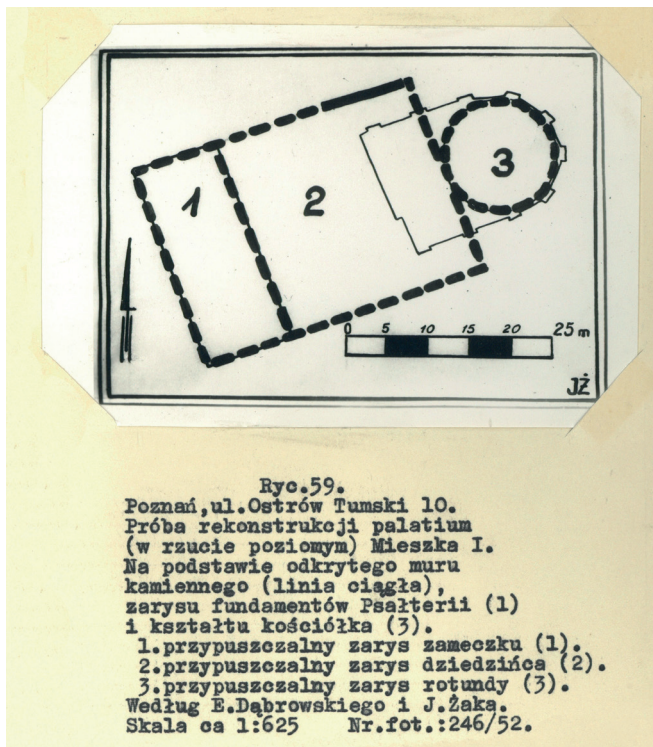 1
2
3
0 5 10 15 20 25 m
JŻ
Ryc.59.
Poznań,ul.Ostrów Tumski 10.
Próba rekonstrukcji palatium
(w rzucie poziomym) Mieszka I.
Na podstawie odkrytego muru
kamiennego (linia ciągła),
zarysu fundamentów Psałterii (1)
i kształtu kościółka (3).
1.przypuszczalny zarys zameczku (1).
2.przypuszczalny zarys dziedzińca (2).
3.przypuszczalny zarys rotundy (3).
Według E.Dąbrowskiego i J.Żaka.
Skala ca 1:625 Nr.fot.:246/52.